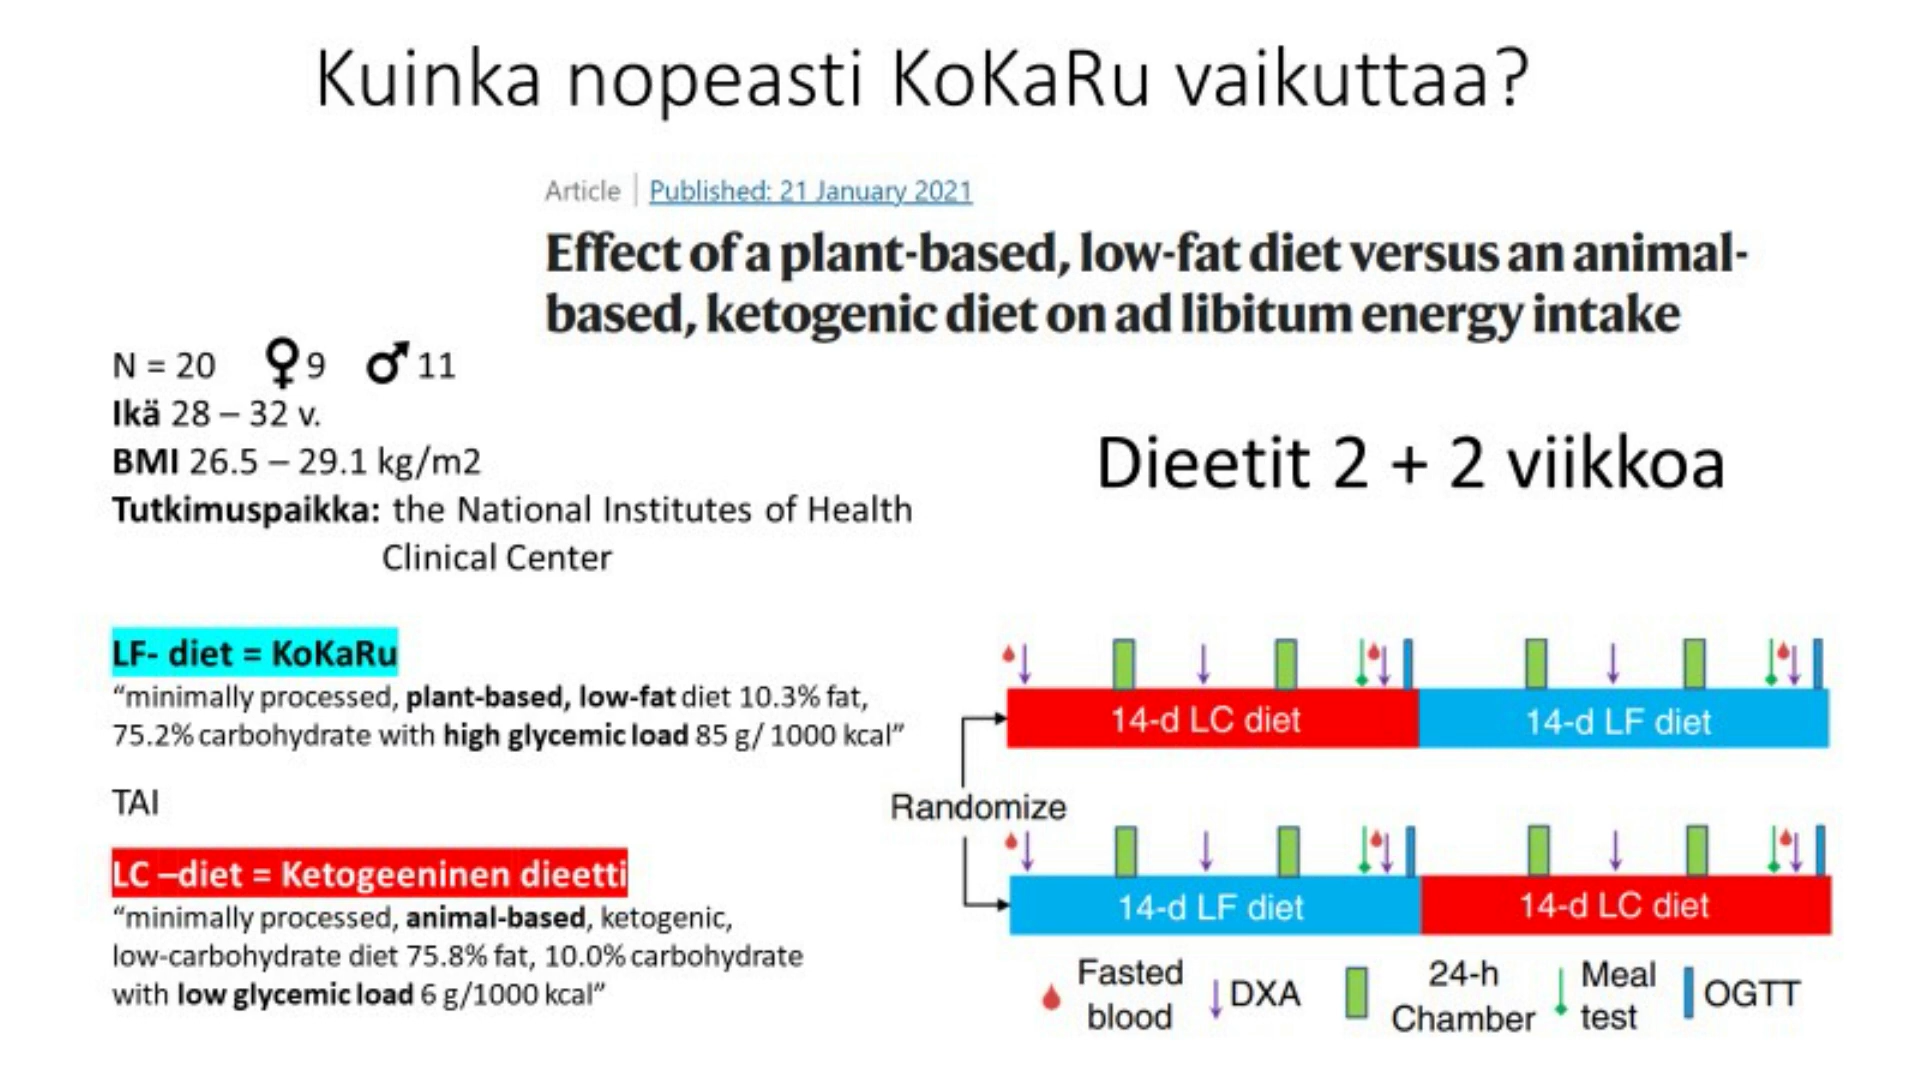 Kuinka nopeasti KoKaRu vaikuttaa?
Article | Published: 21 January 2021
Effect of a plant-based, low-fat diet versus an animal-
based, ketogenic diet on ad libitum energy intake
N = 20 ♀9 ♂11
Ikä 28 – 32 v.
BMI 26.5 – 29.1 kg/m2
Tutkimuspaikka: the National Institutes of Health
Clinical Center
Dieetit 2 + 2 viikkoa
LF- diet = KoKaRu
“minimally processed, plant-based, low-fat diet 10.3% fat,
75.2% carbohydrate with high glycemic load 85 g/ 1000 kcal”
TAI
LC –diet = Ketogeeninen dieetti
“minimally processed, animal-based, ketogenic,
low-carbohydrate diet 75.8% fat, 10.0% carbohydrate
with low glycemic load 6 g/1000 kcal”
14-d LC diet 14-d LF diet
Randomize
14-d LF diet 14-d LC diet
Fasted
blood
DXA
24-h
Chamber
Meal
test
OGTT